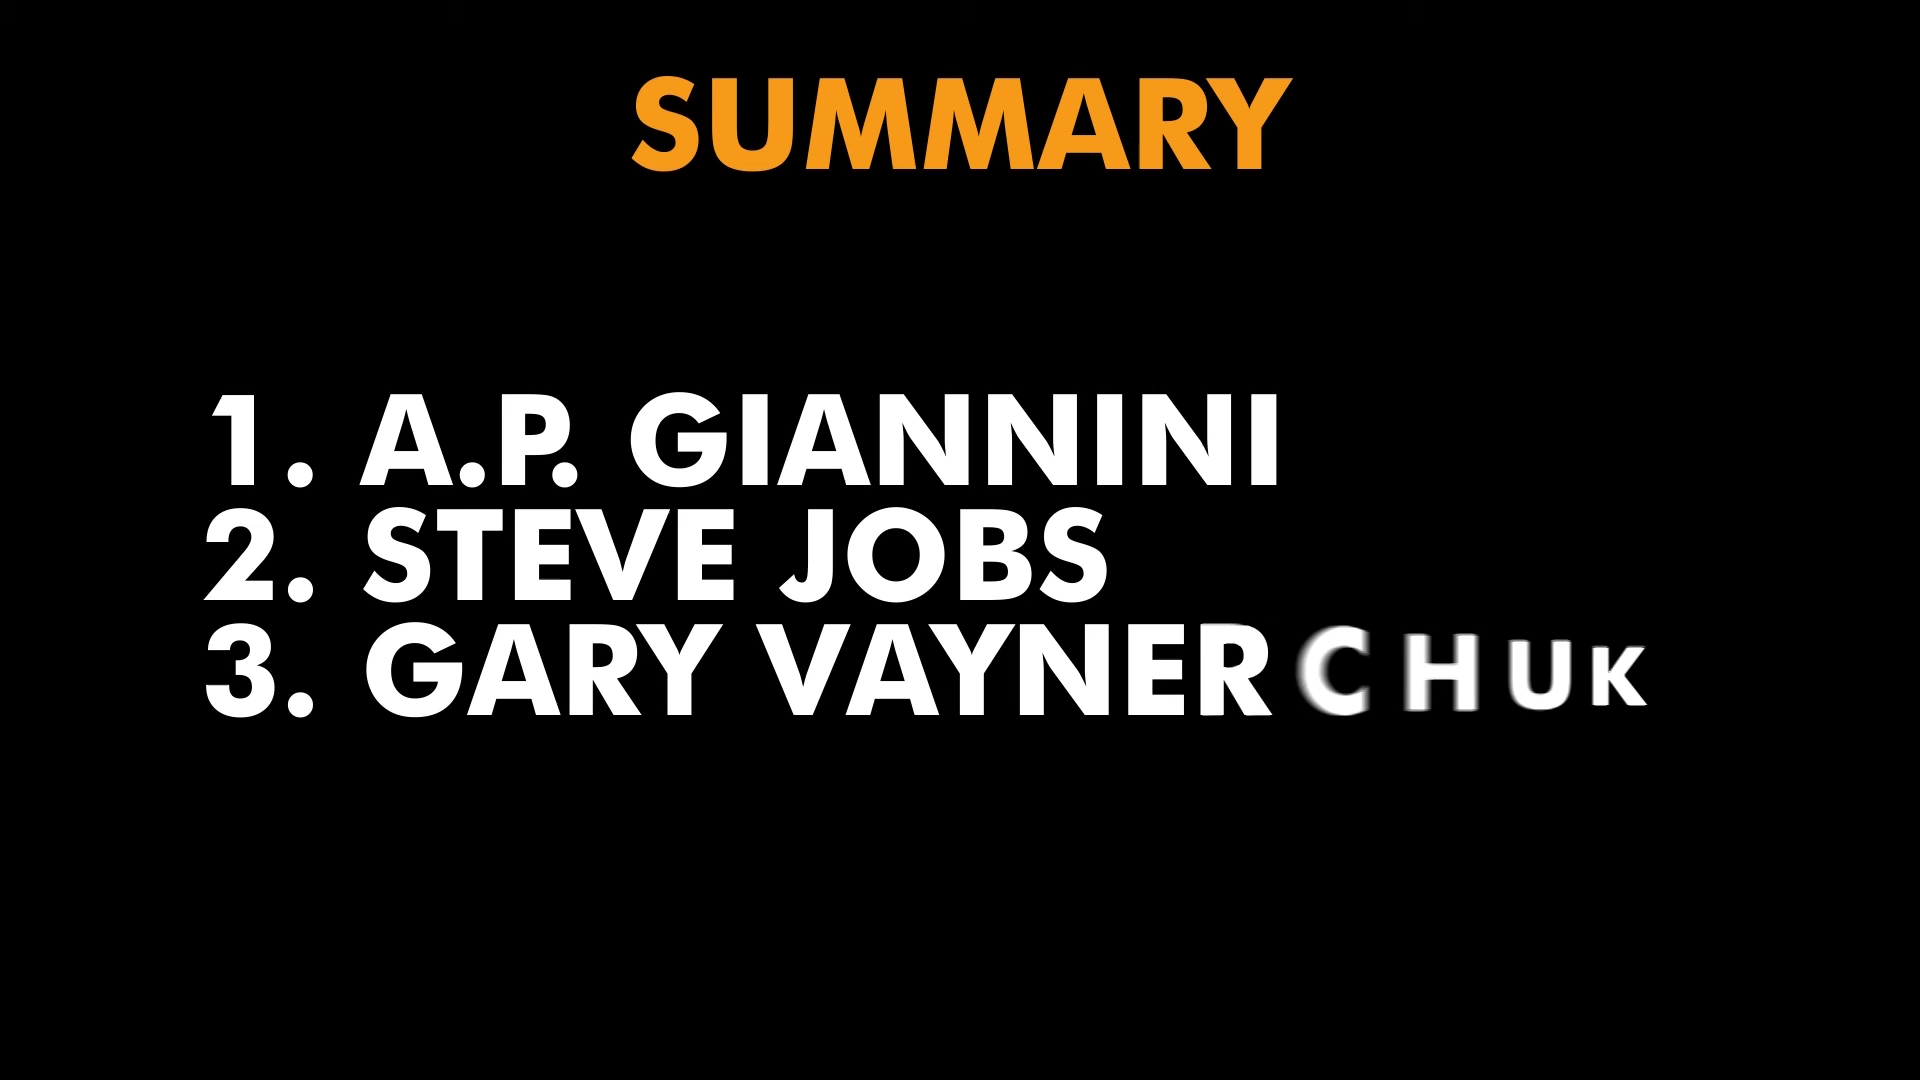 SUMMARY
1. A.P. GIANNINI
2. STEVE JOBS
3. GARY VAYNERCHUK